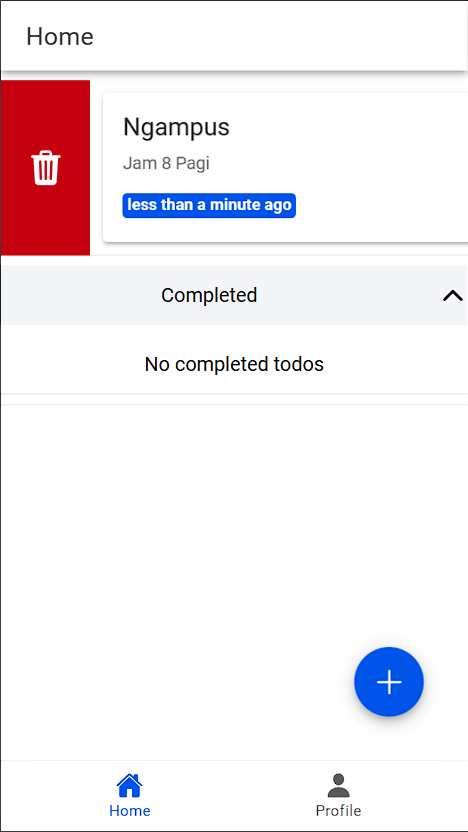 Home
Ngampus
Jam 8 Pagi
less than a minute ago
Completed
No completed todos
Home
Profile